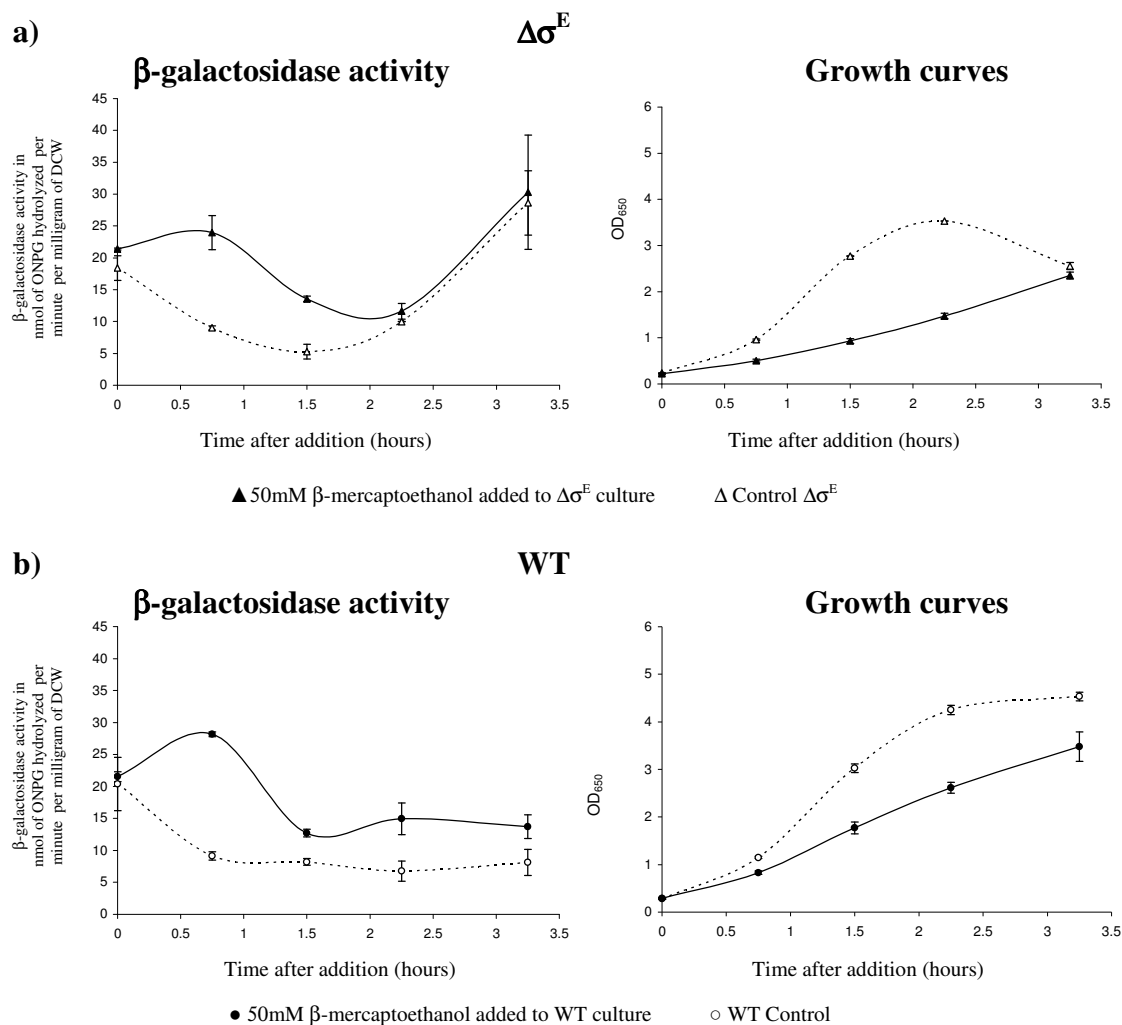 a)
Δσᴱ
β-galactosidase activity
Growth curves
β-galactosidase activity in
nmol of ONPG hydrolyzed per
minute per milligram of DCW
45
40
35
30
25
20
15
10
5
0
0 0.5 1 1.5 2 2.5 3 3.5
Time after addition (hours)
OD₆₅₀
6
5
4
3
2
1
0
0 0.5 1 1.5 2 2.5 3 3.5
Time after addition (hours)
▲ 50mM β-mercaptoethanol added to Δσᴱ culture
Δ Control Δσᴱ
b)
WT
β-galactosidase activity
Growth curves
β-galactosidase activity in
nmol of ONPG hydrolyzed per
minute per milligram of DCW
45
40
35
30
25
20
15
10
5
0
0 0.5 1 1.5 2 2.5 3 3.5
Time after addition (hours)
OD₆₅₀
6
5
4
3
2
1
0
0 0.5 1 1.5 2 2.5 3 3.5
Time after addition (hours)
● 50mM β-mercaptoethanol added to WT culture
○ WT Control